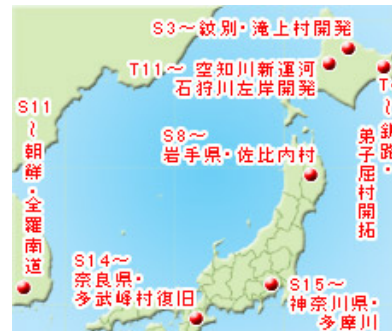 S3～紋別・滝上村開発
T11～ 空知川新運河
石狩川左岸開発
S8～
岩手県・佐比内村
S11～朝鮮・全羅南道
釧路・
弟子屈村開拓
S14～
奈良県・
多武峰村復旧
S15～
神奈川県・
多摩川